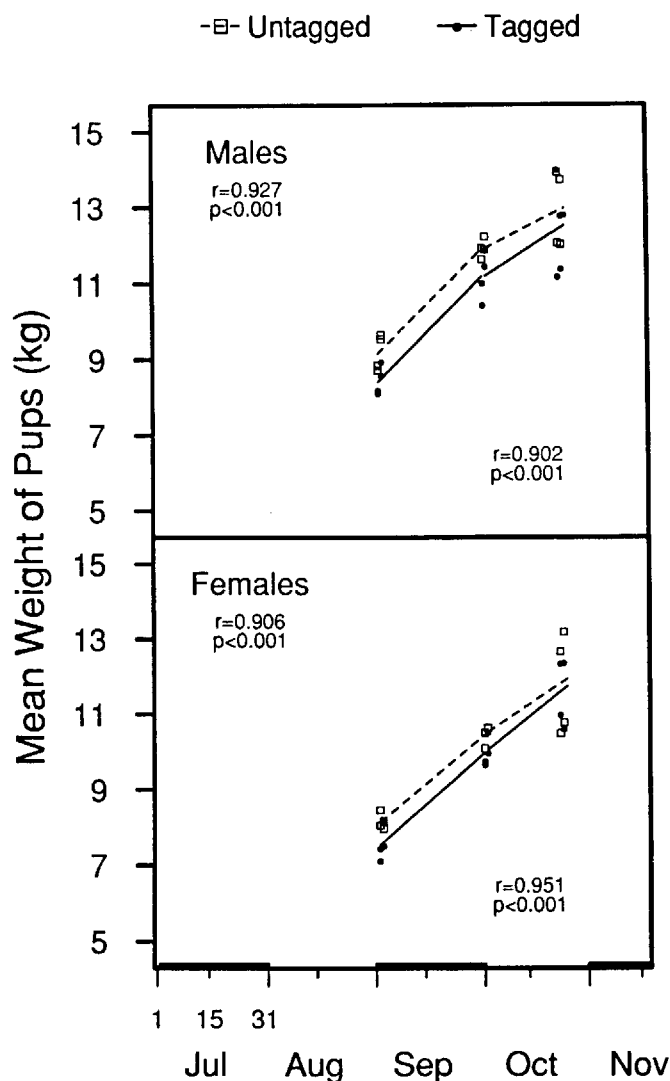 Untagged Tagged
Mean Weight of Pups (kg)
15
13
11
9
7
5
Males
r=0.927
p<0.001
r=0.902
p<0.001
15
13
11
9
7
5
Females
r=0.906
p<0.001
r=0.951
p<0.001
1 15 31
Jul Aug Sep Oct Nov